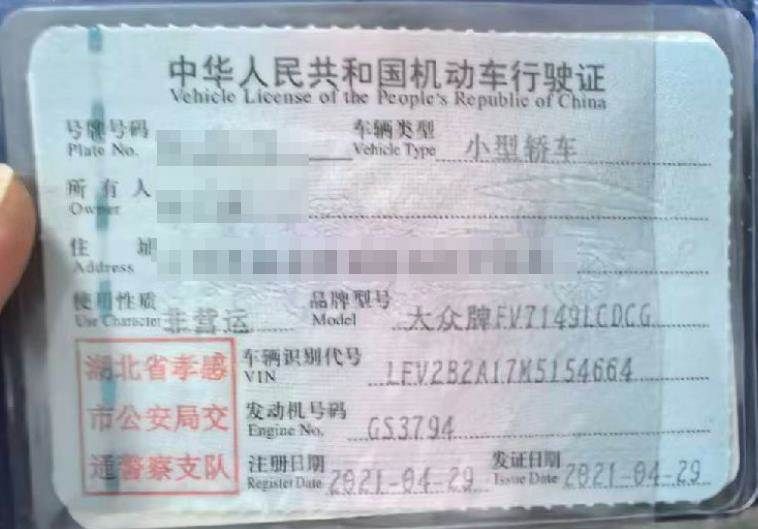 中华人民共和国机动车行驶证
Vehicle License of the People's Republic of China
号牌号码 车辆类型 小型轿车
Plate No. Vehicle Type
所有人
Owner
住址
Address
使用性质 非营运 品牌型号 大众牌FV7149LCDCG
Use Character Model
湖北省孝感 车辆识别代号 LFV2B2A17M5154664
VIN
市公安局交 发动机号码 GS3794
Engine No.
通警察支队 注册日期 2021-04-29 发证日期 2021-04-29
Register Date Issue Date